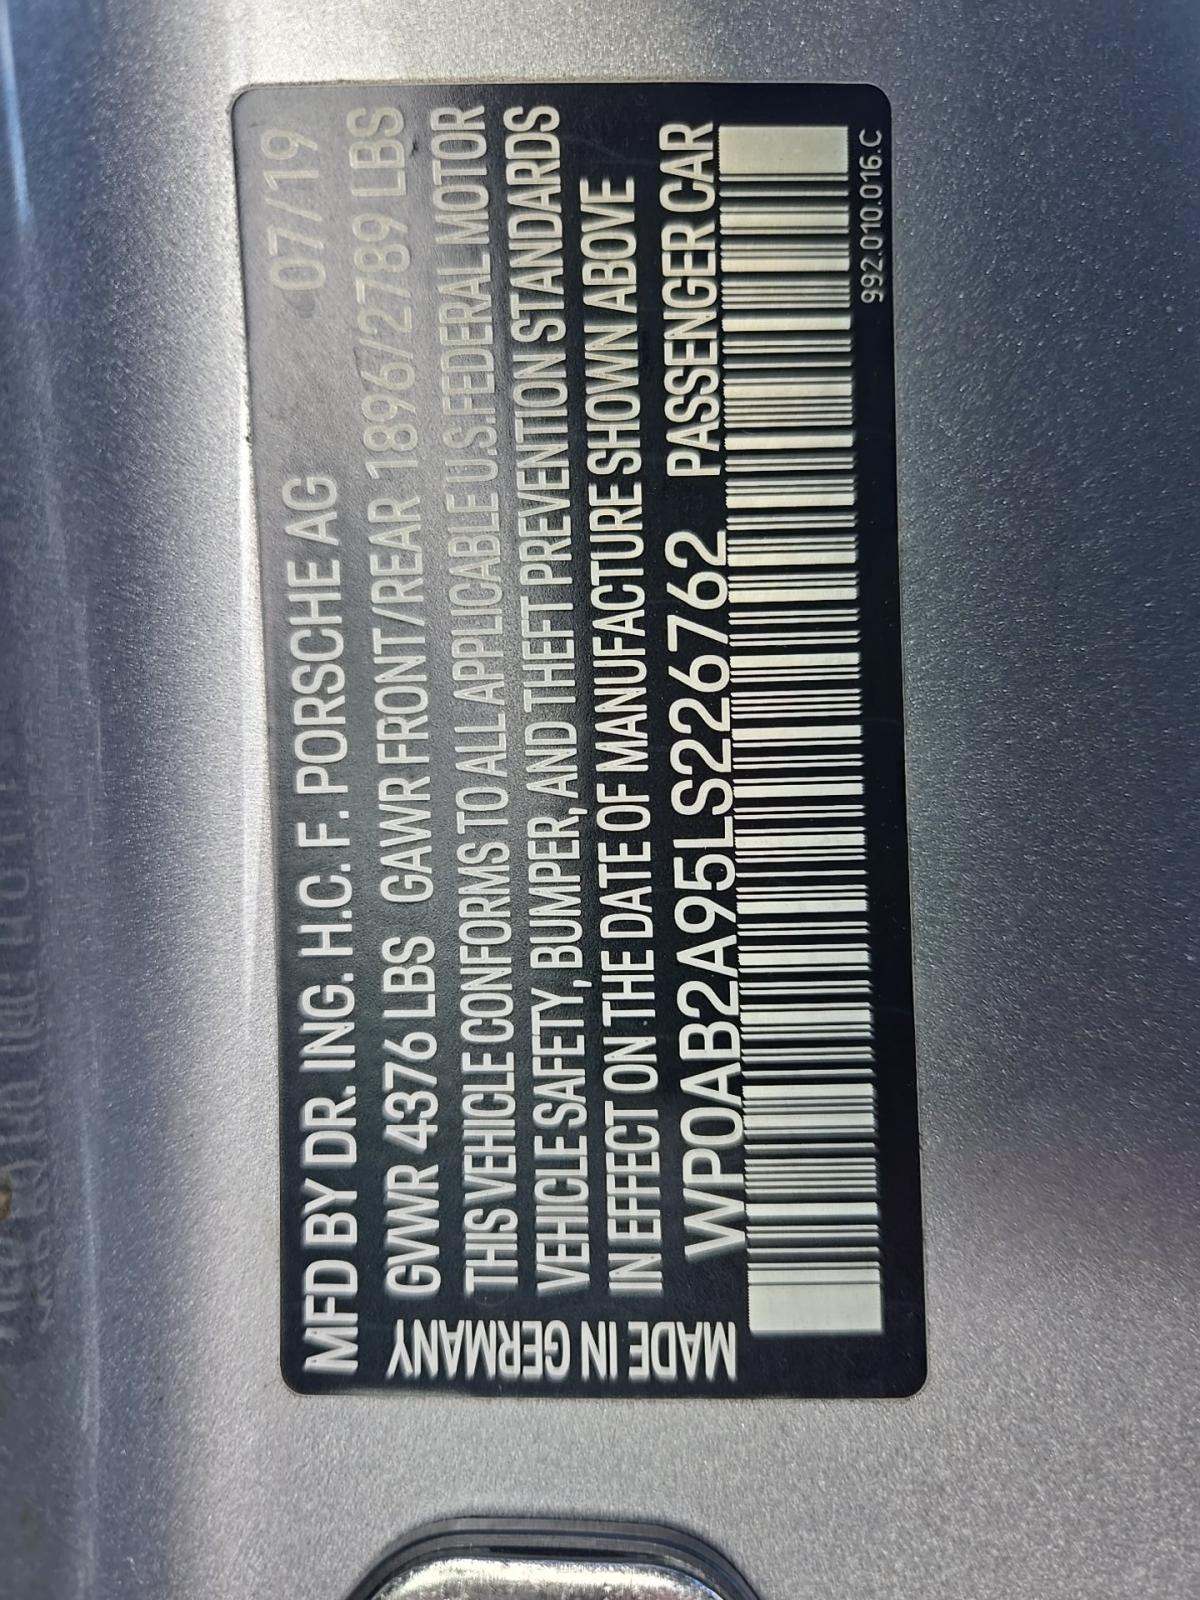 MFD BY DR. ING. H.C. F. PORSCHE AG 07/19
GVWR 4376 LBS GAWR FRONT/REAR 1896/2789 LBS
THIS VEHICLE CONFORMS TO ALL APPLICABLE U.S. FEDERAL MOTOR
VEHICLE SAFETY, BUMPER, AND THEFT PREVENTION STANDARDS
IN EFFECT ON THE DATE OF MANUFACTURE SHOWN ABOVE
WP0AB2A95LS226762 PASSENGER CAR
992.010.016.C
MADE IN GERMANY